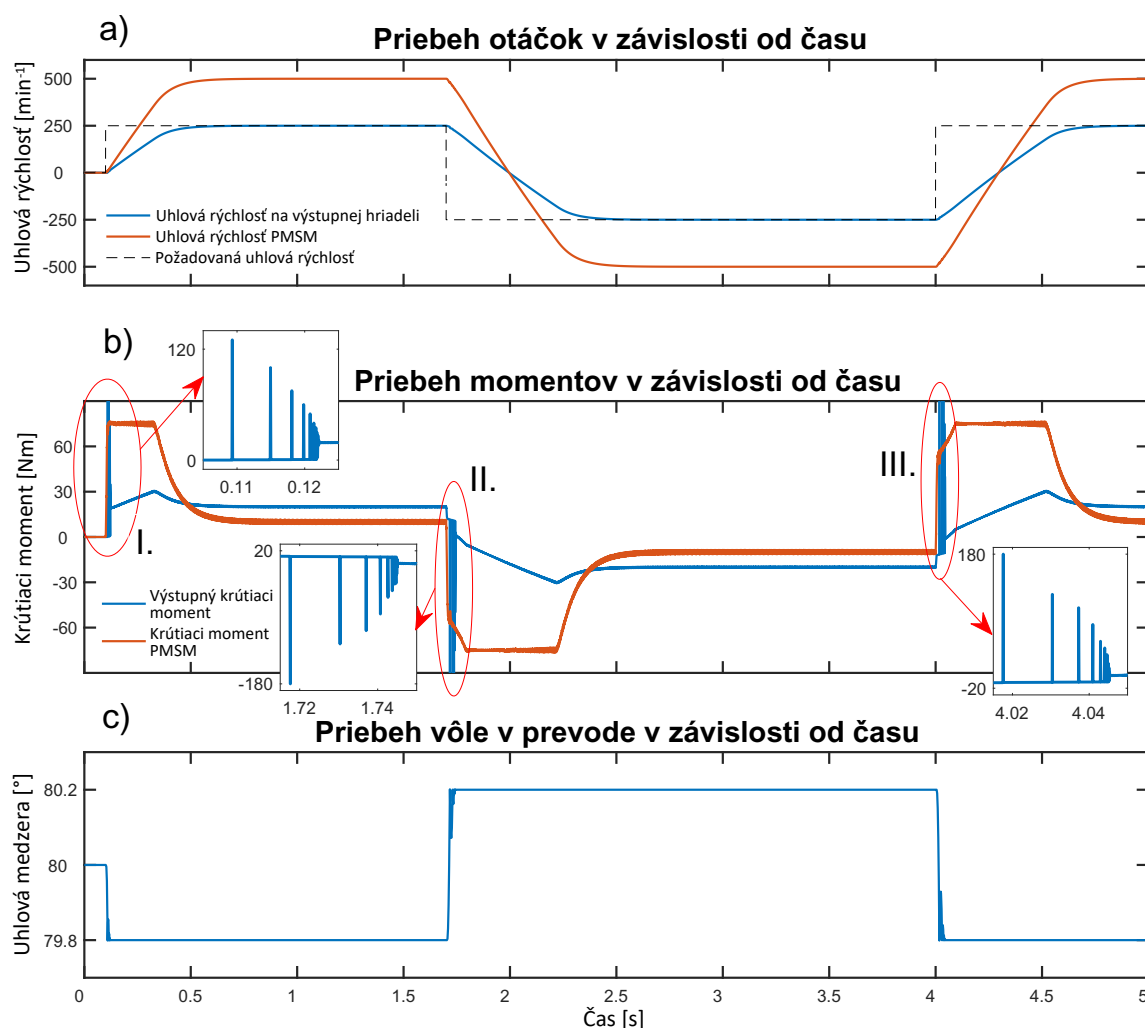 a)
Priebeh otáčok v závislosti od času
Uhlová rýchlosť [min⁻¹]
500
250
0
-250
-500
Uhlová rýchlosť na výstupnej hriadeli
Uhlová rýchlosť PMSM
Požadovaná uhlová rýchlosť
b)
Priebeh momentov v závislosti od času
Krútiaci moment [Nm]
60
30
0
-30
-60
120
0
0.11
0.12
I.
II.
III.
20
-180
1.72
1.74
180
-20
4.02
4.04
Výstupný krútiaci
moment
Krútiaci moment
PMSM
c)
Priebeh vôle v prevode v závislosti od času
Uhlová medzera [°]
80.2
80
79.8
0
0.5
1
1.5
2
2.5
3
3.5
4
4.5
5
Čas [s]